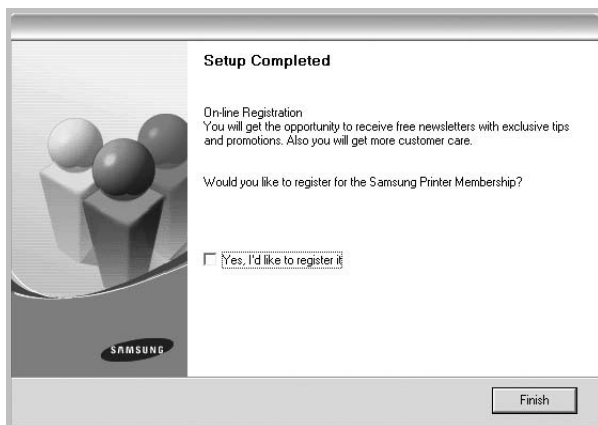 Setup Completed
On-line Registration
You will get the opportunity to receive free newsletters with exclusive tips
and promotions. Also you will get more customer care.
Would you like to register for the Samsung Printer Membership?
Yes, I'd like to register it
SAMSUNG
Finish